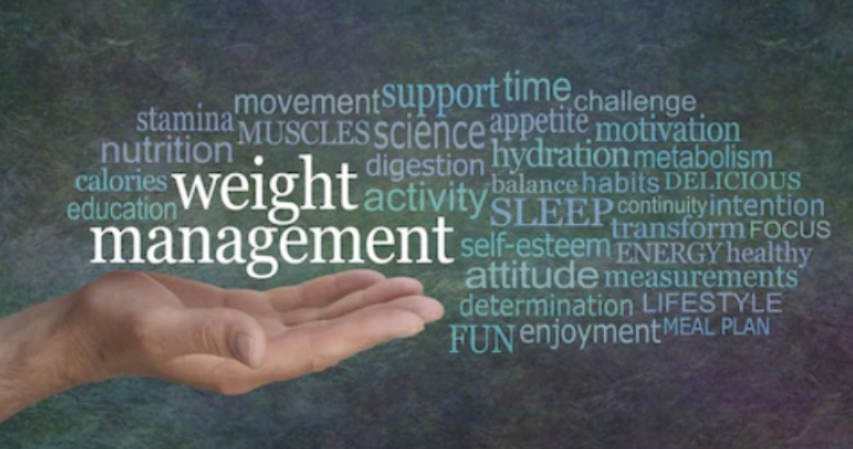 movement support time challenge
stamina MUSCLES science appetite motivation
nutrition digestion hydration metabolism
calories weight activity balance habits DELICIOUS
education SLEEP continuity intention
management self-esteem transform FOCUS
ENERGY healthy
attitude measurements
determination LIFESTYLE
FUN enjoyment MEAL PLAN